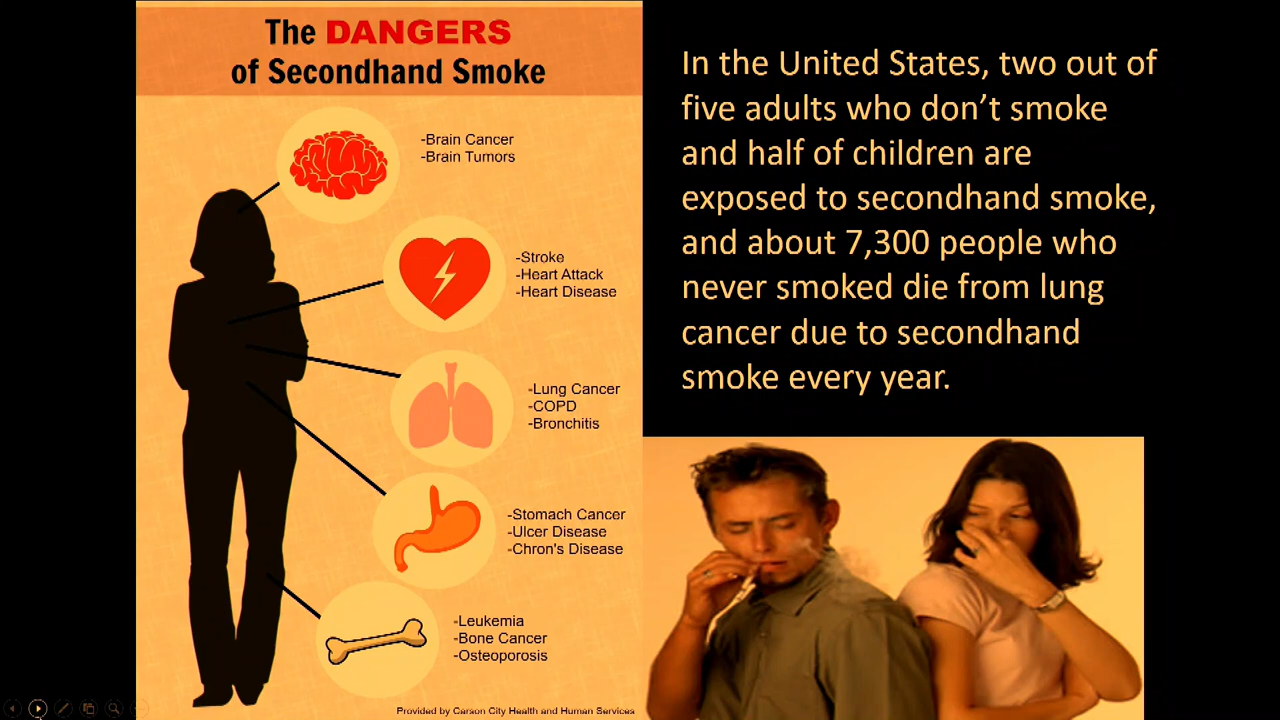 The DANGERS
of Secondhand Smoke
-Brain Cancer
-Brain Tumors
-Stroke
-Heart Attack
-Heart Disease
-Lung Cancer
-COPD
-Bronchitis
-Stomach Cancer
-Ulcer Disease
-Chron's Disease
-Leukemia
-Bone Cancer
-Osteoporosis
Provided by Carson City Health and Human Services
In the United States, two out of
five adults who don’t smoke
and half of children are
exposed to secondhand smoke,
and about 7,300 people who
never smoked die from lung
cancer due to secondhand
smoke every year.